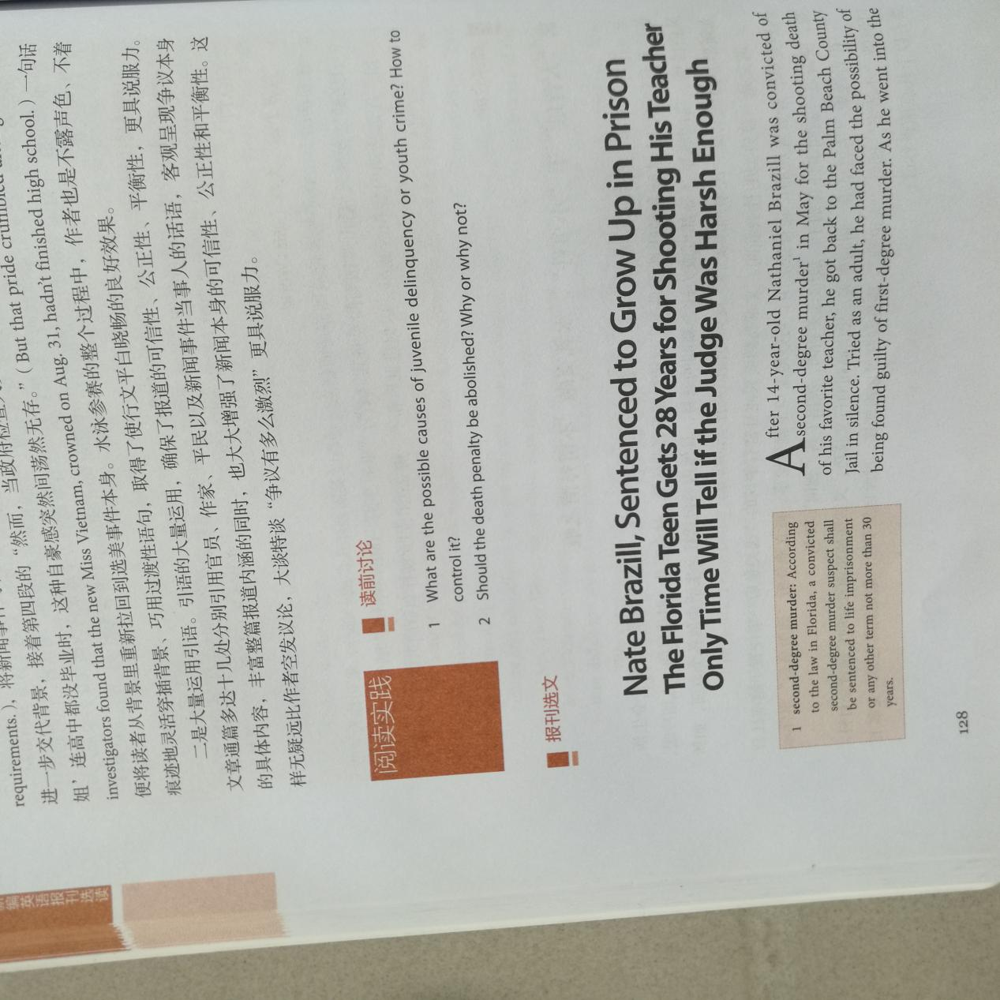 编英语报刊选读
requirements.)，将新闻事件
进一步交代背景，接着第四段的“然而，当政府检查
姐，连高中都没毕业时，这种自豪感突然间荡然无存。”（But that pride crumbled
investigators found that the new Miss Vietnam, crowned on Aug. 31, hadn't finished high school.）一句话
便将读者从背景里重新拉回到选美事件本身。水泳参赛的整个过程中，作者也是不露声色、不着
痕迹地灵活穿插背景、巧用过渡性语句，取得了使行文平白晓畅的良好效果。
二是大量运用引语。引语的大量运用，确保了报道的可信性、公正性、平衡性，更具说服力。
文章通篇多达十几处分别引用官员、作家、平民以及新闻事件当事人的话语，客观呈现争议本身
的具体内容，丰富整篇报道内涵的同时，也大大增强了新闻本身的可信性、公正性和平衡性。这
样无疑远比作者空发议论，大谈特谈“争议有多么激烈”更具说服力。
阅读实践
读前讨论
1 What are the possible causes of juvenile delinquency or youth crime? How to
control it?
2 Should the death penalty be abolished? Why or why not?
报刊选文
Nate Brazill, Sentenced to Grow Up in Prison
The Florida Teen Gets 28 Years for Shooting His Teacher
Only Time Will Tell if the Judge Was Harsh Enough
After 14-year-old Nathaniel Brazill was convicted of
second-degree murder1 in May for the shooting death
of his favorite teacher, he got back to the Palm Beach County
Jail in silence. Tried as an adult, he had faced the possibility of
being found guilty of first-degree murder. As he went into the
1 second-degree murder: According
to the law in Florida, a convicted
second-degree murder suspect shall
be sentenced to life imprisonment
or any other term not more than 30
years.
128